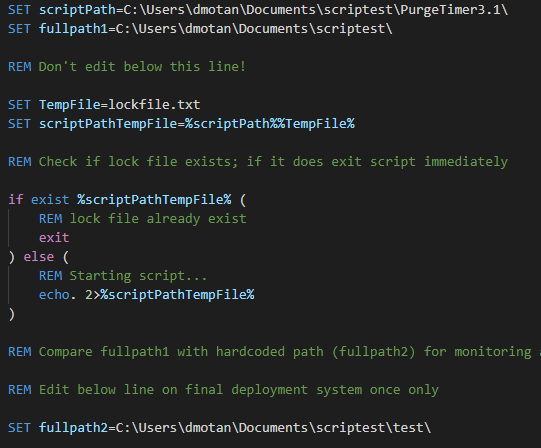 SET scriptPath=C:\Users\dmotan\Documents\scriptest\PurgeTimer3.1\
SET fullpath1=C:\Users\dmotan\Documents\scriptest\
REM Don't edit below this line!
SET TempFile=lockfile.txt
SET scriptPathTempFile=%scriptPath%%TempFile%
REM Check if lock file exists; if it does exit script immediately
if exist %scriptPathTempFile% (
REM lock file already exist
exit
) else (
REM Starting script...
echo. 2>%scriptPathTempFile%
)
REM Compare fullpath1 with hardcoded path (fullpath2) for monitoring
REM Edit below line on final deployment system once only
SET fullpath2=C:\Users\dmotan\Documents\scriptest\test\